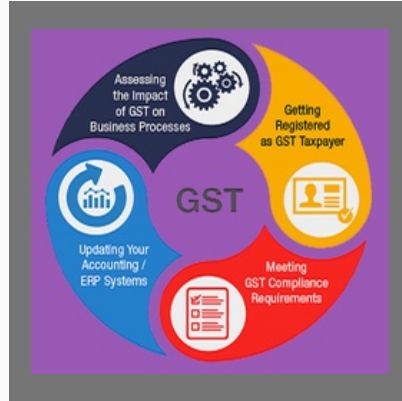 Assessing
the Impact
of GST on
Business Processes
Getting
Registered
as GST Taxpayer
GST
Updating Your
Accounting /
ERP Systems
Meeting
GST Compliance
Requirements